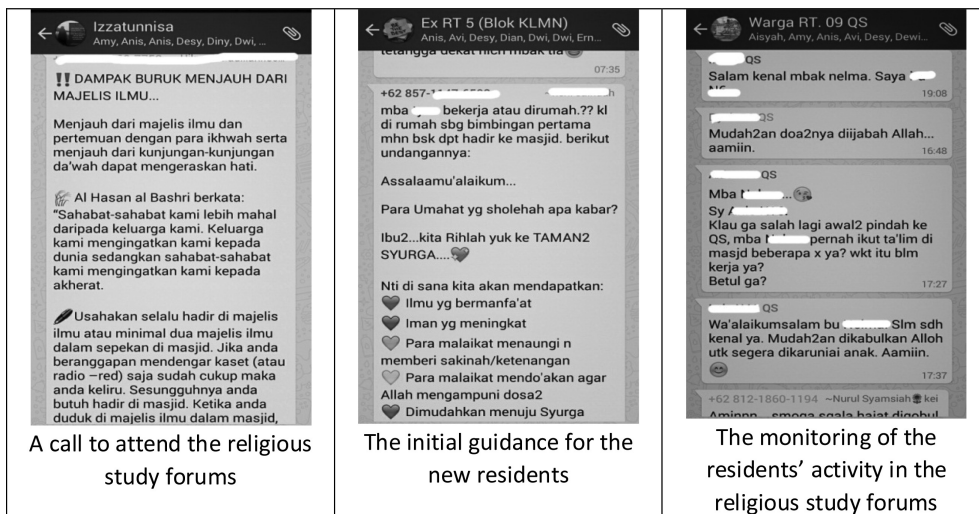 Izzatunnisa
Amy, Anis, Anis, Desy, Diny, Dwi, ...
‼ DAMPAK BURUK MENJAUH DARI
MAJELIS ILMU...
Menjauh dari majelis ilmu dan
pertemuan dengan para ikhwah serta
menjauh dari kunjungan-kunjungan
da'wah dapat mengeraskan hati.
Al Hasan al Bashri berkata:
"Sahabat-sahabat kami lebih mahal
daripada keluarga kami. Keluarga
kami mengingatkan kami kepada
dunia sedangkan sahabat-sahabat
kami mengingatkan kami kepada
akherat.
Usahakan selalu hadir di majelis
ilmu atau minimal dua majelis ilmu
dalam sepekan di masjid. Jika anda
beranggapan mendengar kaset (atau
radio –red) saja sudah cukup maka
anda keliru. Sesungguhnya anda
butuh hadir di masjid. Ketika anda
duduk di majelis ilmu dalam masjid,
A call to attend the religious
study forums
Ex RT 5 (Blok KLMN)
Anis, Avi, Desy, Dian, Dwi, Dwi, Ern...
07:35
+62 857-
mba bekerja atau dirumah.?? kl
di rumah sbg bimbingan pertama
mhn bsk dpt hadir ke masjid. berikut
undangannya:
Assalaamu'alaikum...
Para Umahat yg sholehah apa kabar?
Ibu2...kita Rihlah yuk ke TAMAN2
SYURGA....
Nti di sana kita akan mendapatkan:
Ilmu yg bermanfa'at
Iman yg meningkat
Para malaikat menaungi n
memberi sakinah/ketenangan
Para malaikat mendo'akan agar
Allah mengampuni dosa2
Dimudahkan menuju Syurga
The initial guidance for the
new residents
Warga RT. 09 QS
Aisyah, Amy, Anis, Avi, Desy, Dewi...
QS
Salam kenal mbak nelma. Saya
19:08
QS
Mudah2an doa2nya diijabah Allah...
aamiin.
16:48
QS
Mba ...
Sy
Klau ga salah lagi awal2 pindah ke
QS, mba pernah ikut ta'lim di
masjd beberapa x ya? wkt itu blm
kerja ya?
Betul ga?
17:27
QS
Wa'alaikumsalam bu Slm sdh
kenal ya. Mudah2an dikabulkan Alloh
utk segera dikaruniai anak. Aamiin.
17:37
+62 812-1860-1194 ~Nurul Syamsiah kei
The monitoring of the
residents' activity in the
religious study forums